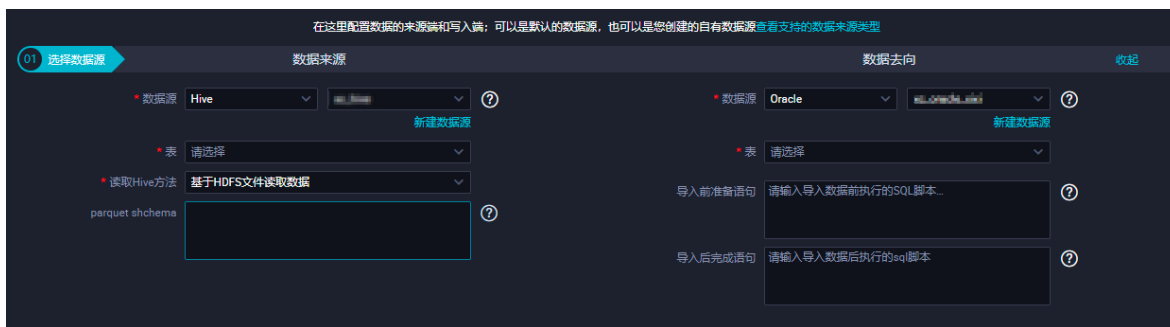 在这里配置数据的来源端和写入端；可以是默认的数据源，也可以是您创建的自有数据源查看支持的数据来源类型
01 选择数据源 数据来源 数据去向 收起
* 数据源 Hive ? * 数据源 Oracle ?
新建数据源 新建数据源
* 表 请选择 * 表 请选择
* 读取Hive方法 基于HDFS文件读取数据
导入前准备语句 请输入导入数据前执行的SQL脚本... ?
parquet shchema ?
导入后完成语句 请输入导入数据后执行的sql脚本 ?